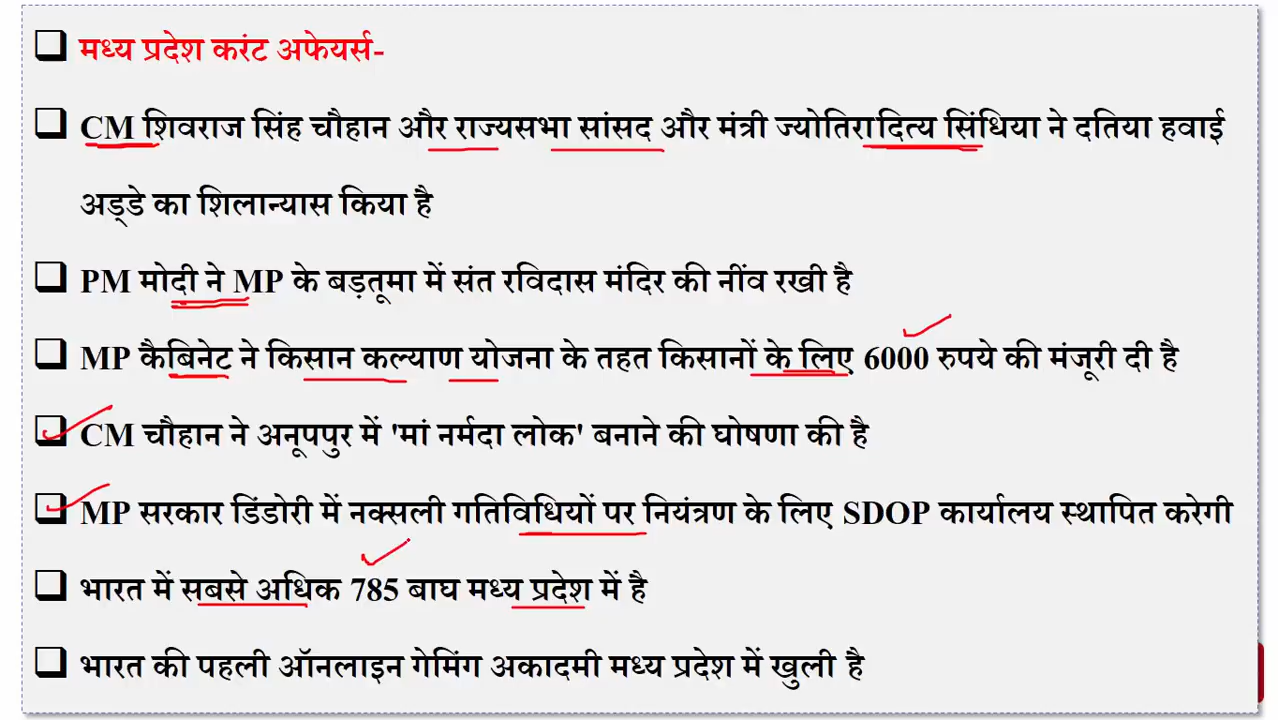 मध्य प्रदेश करंट अफेयर्स-
CM शिवराज सिंह चौहान और राज्यसभा सांसद और मंत्री ज्योतिरादित्य सिंधिया ने दतिया हवाई
अड्डे का शिलान्यास किया है
PM मोदी ने MP के बड़तूमा में संत रविदास मंदिर की नींव रखी है
MP कैबिनेट ने किसान कल्याण योजना के तहत किसानों के लिए 6000 रुपये की मंजूरी दी है
CM चौहान ने अनूपपुर में 'मां नर्मदा लोक' बनाने की घोषणा की है
MP सरकार डिंडोरी में नक्सली गतिविधियों पर नियंत्रण के लिए SDOP कार्यालय स्थापित करेगी
भारत में सबसे अधिक 785 बाघ मध्य प्रदेश में है
भारत की पहली ऑनलाइन गेमिंग अकादमी मध्य प्रदेश में खुली है